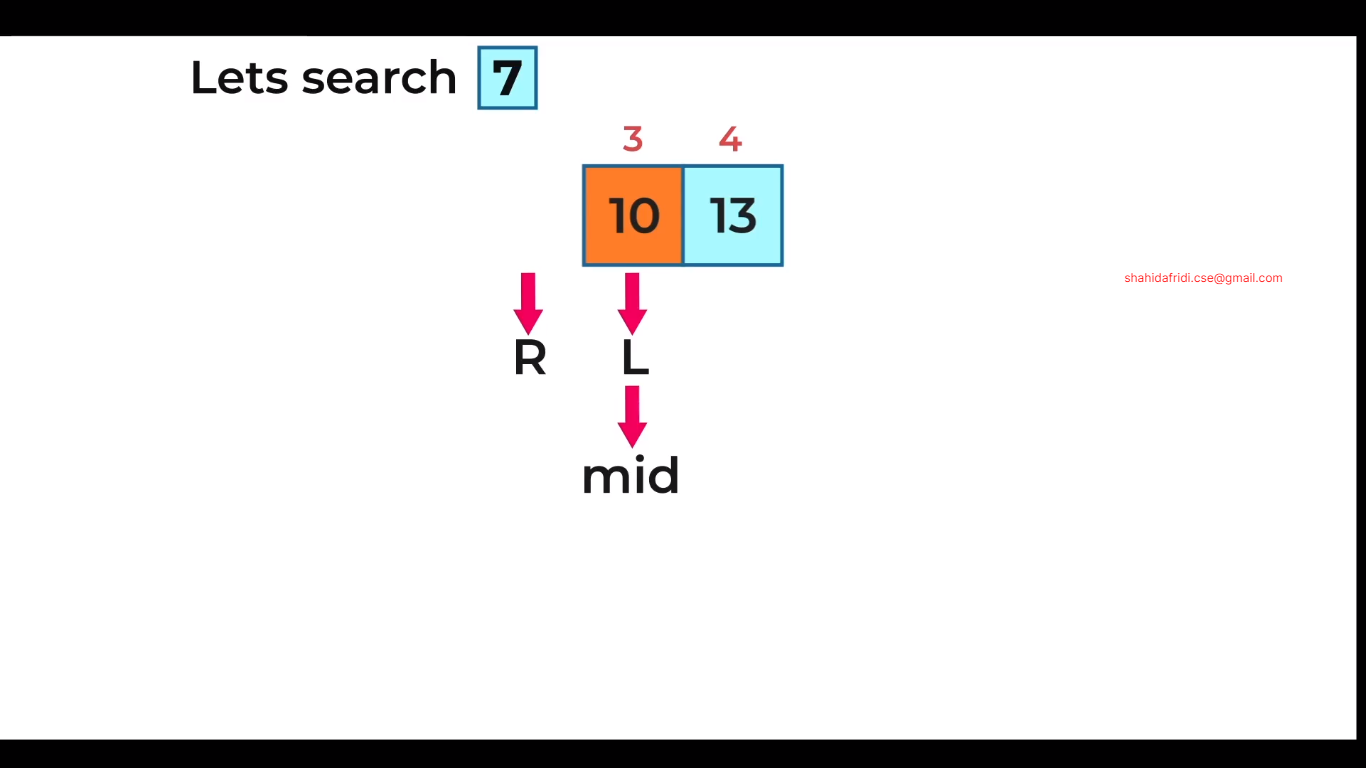 Lets search 7
3 4
10 13
shahidafridi.cse@gmail.com
R L
mid